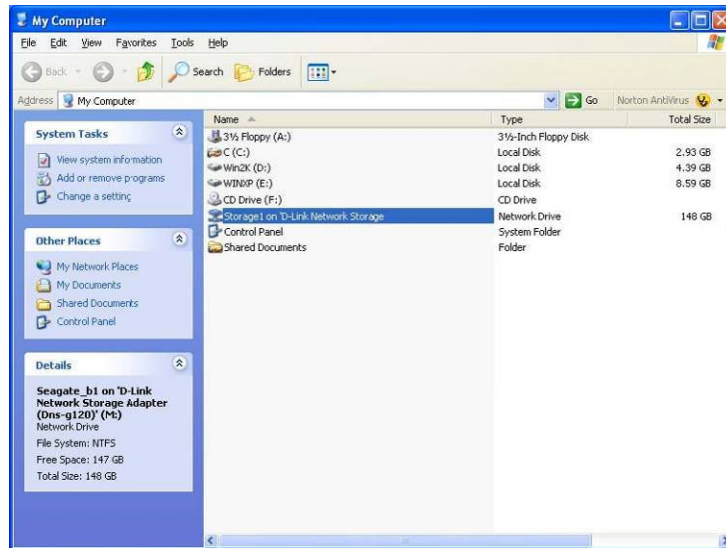 My Computer
File Edit View Favorites Tools Help
Back Search Folders
Address My Computer Go Norton AntiVirus
System Tasks
View system information
Add or remove programs
Change a setting
Other Places
My Network Places
My Documents
Shared Documents
Control Panel
Details
Seagate_b1 on 'D-Link
Network Storage Adapter
(Dns-g120)' (M:)
Network Drive
File System: NTFS
Free Space: 147 GB
Total Size: 148 GB
Name Type Total Size
3½ Floppy (A:) 3½-Inch Floppy Disk
C (C:) Local Disk 2.93 GB
Win2K (D:) Local Disk 4.39 GB
WINXP (E:) Local Disk 8.59 GB
CD Drive (F:) CD Drive
Storage1 on 'D-Link Network Storage Network Drive 148 GB
Control Panel System Folder
Shared Documents Folder